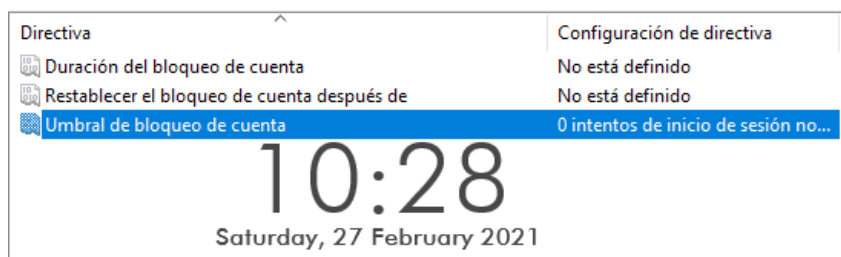 Directiva Configuración de directiva
Duración del bloqueo de cuenta No está definido
Restablecer el bloqueo de cuenta después de No está definido
Umbral de bloqueo de cuenta 0 intentos de inicio de sesión no...
10:28
Saturday, 27 February 2021